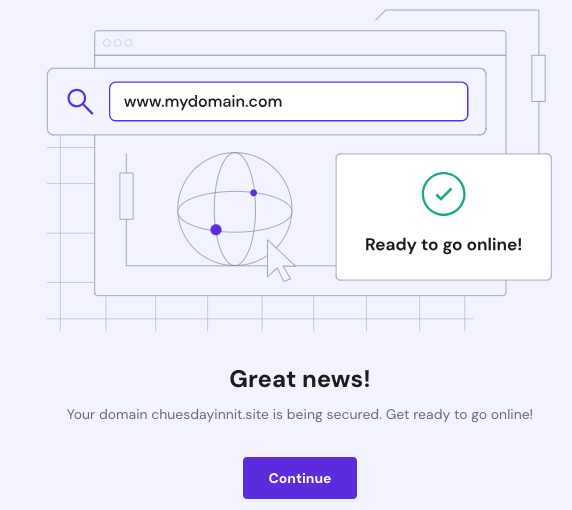 www.mydomain.com
Ready to go online!
Great news!
Your domain chuesdayinnit.site is being secured. Get ready to go online!
Continue